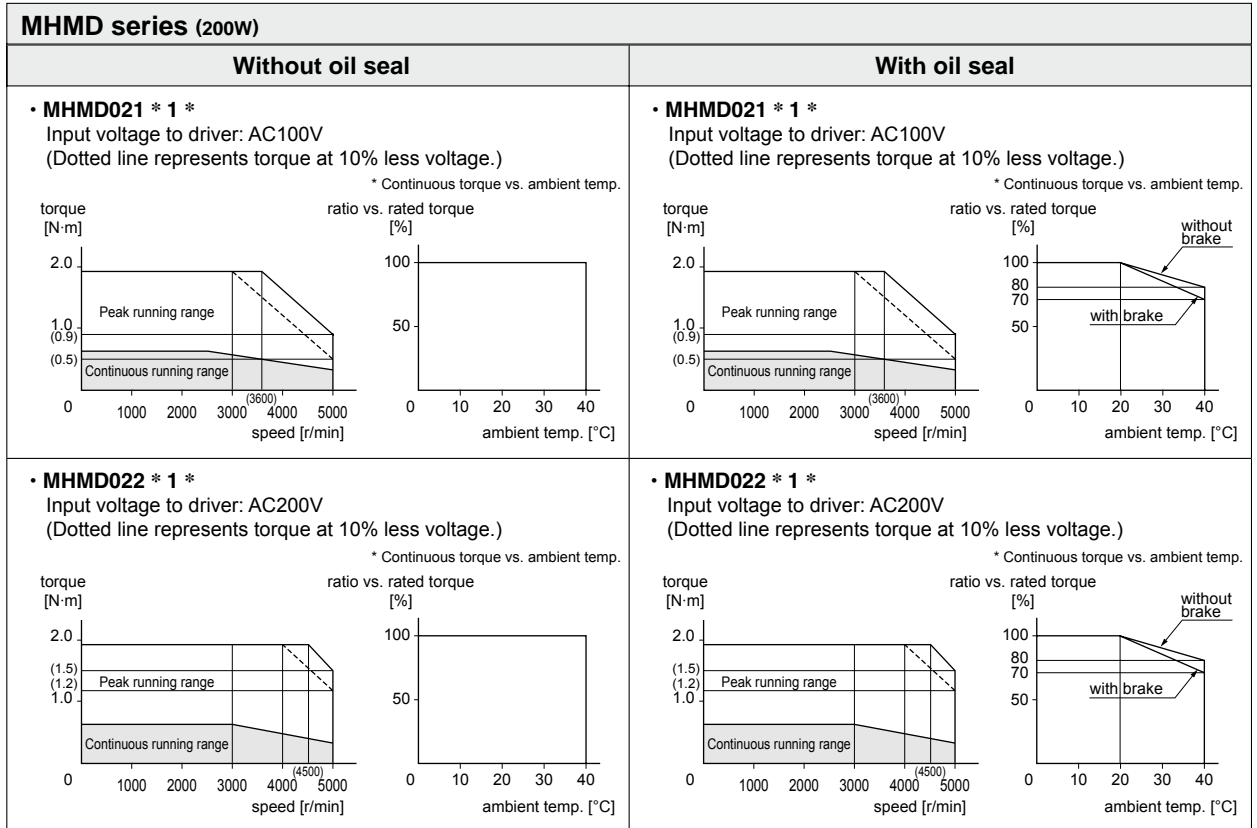 MHMD series (200W)
Without oil seal
With oil seal
・MHMD021 * 1 *
Input voltage to driver: AC100V
(Dotted line represents torque at 10% less voltage.)
* Continuous torque vs. ambient temp.
torque
[N·m]
2.0
1.0
(0.9)
(0.5)
Peak running range
Continuous running range
0
1000
2000
3000
(3600)
4000
5000
speed [r/min]
ratio vs. rated torque
[%]
100
50
0
10
20
30
40
ambient temp. [°C]
・MHMD021 * 1 *
Input voltage to driver: AC100V
(Dotted line represents torque at 10% less voltage.)
* Continuous torque vs. ambient temp.
torque
[N·m]
2.0
1.0
(0.9)
(0.5)
Peak running range
Continuous running range
0
1000
2000
3000
(3600)
4000
5000
speed [r/min]
ratio vs. rated torque
[%]
without
brake
100
80
70
50
with brake
0
10
20
30
40
ambient temp. [°C]
・MHMD022 * 1 *
Input voltage to driver: AC200V
(Dotted line represents torque at 10% less voltage.)
* Continuous torque vs. ambient temp.
torque
[N·m]
2.0
(1.5)
(1.2)
1.0
Peak running range
Continuous running range
0
1000
2000
3000
4000
(4500)
5000
speed [r/min]
ratio vs. rated torque
[%]
100
50
0
10
20
30
40
ambient temp. [°C]
・MHMD022 * 1 *
Input voltage to driver: AC200V
(Dotted line represents torque at 10% less voltage.)
* Continuous torque vs. ambient temp.
torque
[N·m]
2.0
(1.5)
(1.2)
1.0
Peak running range
Continuous running range
0
1000
2000
3000
4000
(4500)
5000
speed [r/min]
ratio vs. rated torque
[%]
without
brake
100
80
70
50
with brake
0
10
20
30
40
ambient temp. [°C]